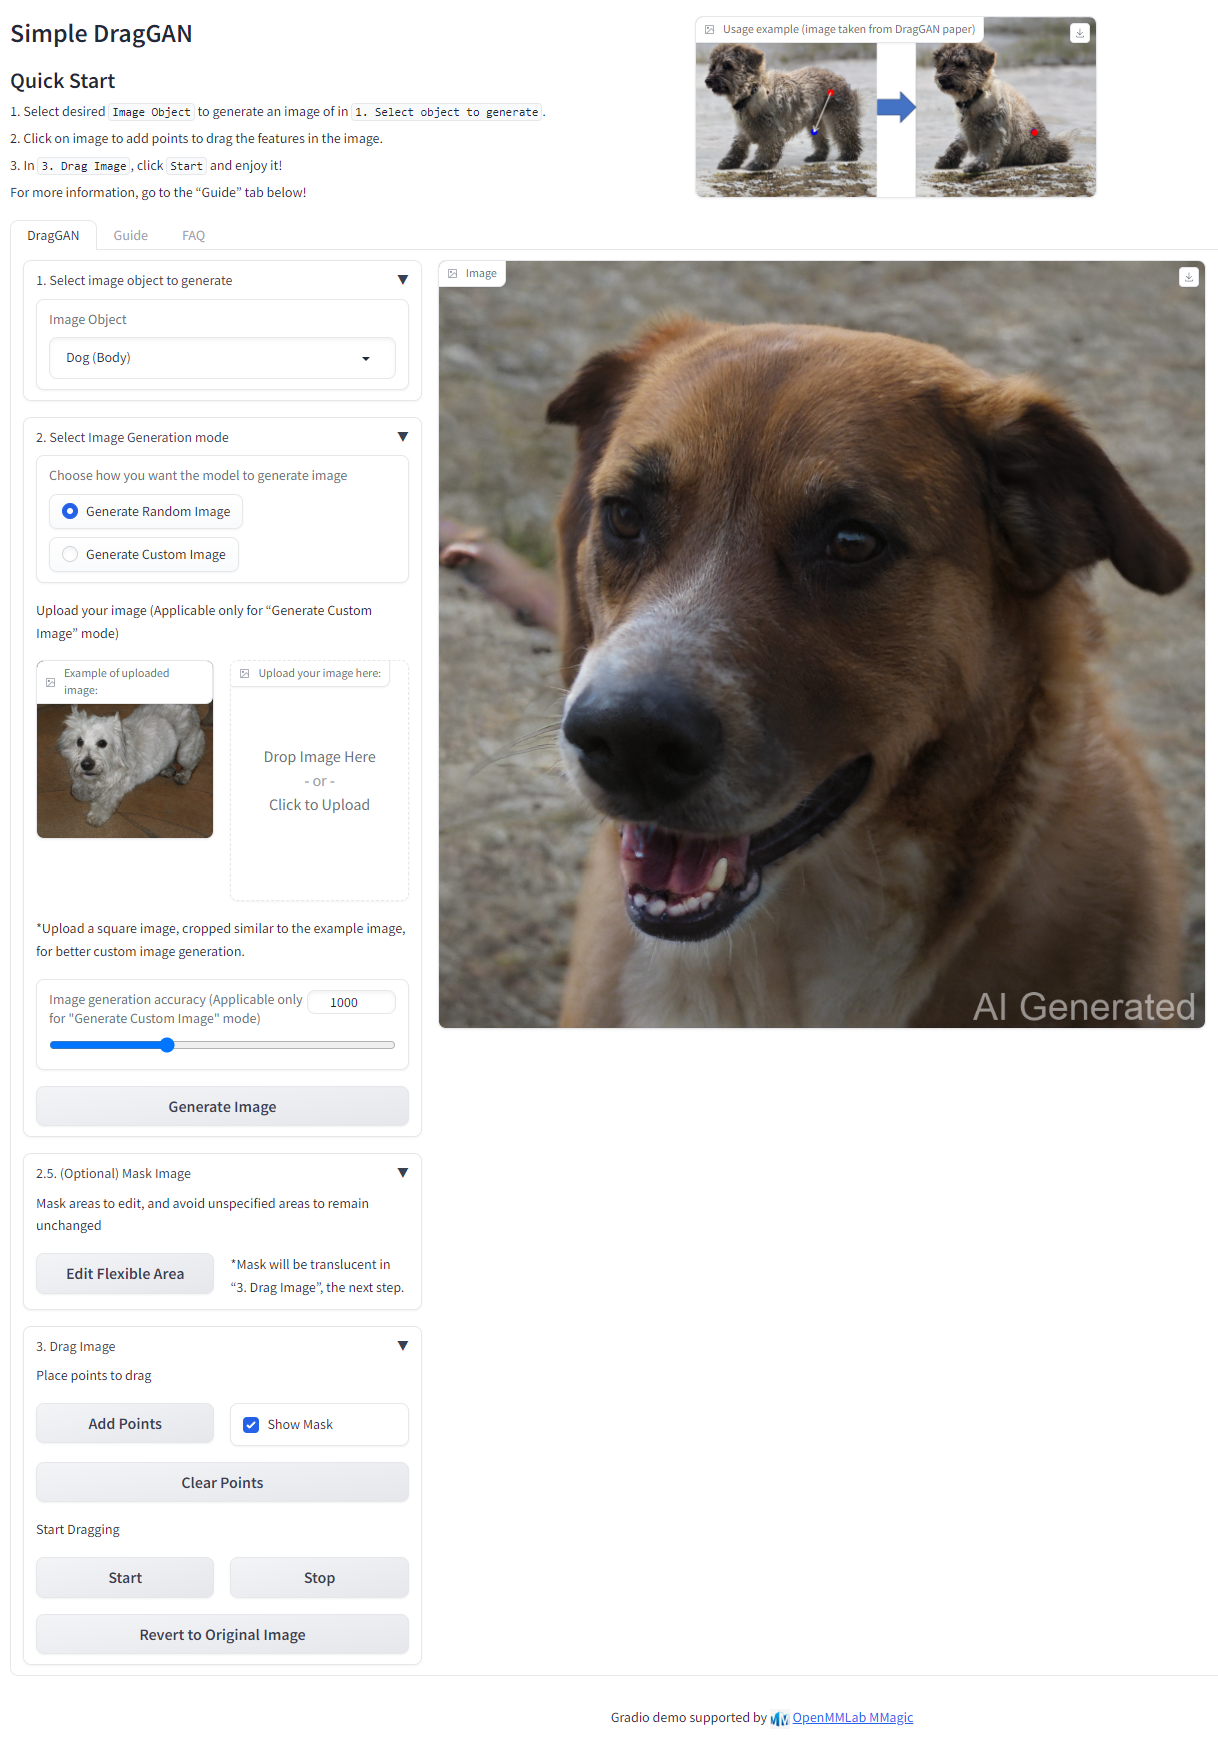 Simple DragGAN
Usage example (image taken from DragGAN paper)
Quick Start
1. Select desired Image Object to generate an image of in 1. Select object to generate.
2. Click on image to add points to drag the features in the image.
3. In 3. Drag Image, click Start and enjoy it!
For more information, go to the “Guide” tab below!
DragGAN Guide FAQ
1. Select image object to generate
Image Object
Dog (Body)
2. Select Image Generation mode
Choose how you want the model to generate image
Generate Random Image
Generate Custom Image
Upload your image (Applicable only for “Generate Custom
Image” mode)
Example of uploaded
image:
Upload your image here:
Drop Image Here
- or -
Click to Upload
*Upload a square image, cropped similar to the example image,
for better custom image generation.
Image generation accuracy (Applicable only
for "Generate Custom Image" mode)
1000
Generate Image
2.5. (Optional) Mask Image
Mask areas to edit, and avoid unspecified areas to remain
unchanged
Edit Flexible Area
*Mask will be translucent in
“3. Drag Image”, the next step.
3. Drag Image
Place points to drag
Add Points
Show Mask
Clear Points
Start Dragging
Start
Stop
Revert to Original Image
Image
AI Generated
Gradio demo supported by OpenMMLab MMagic